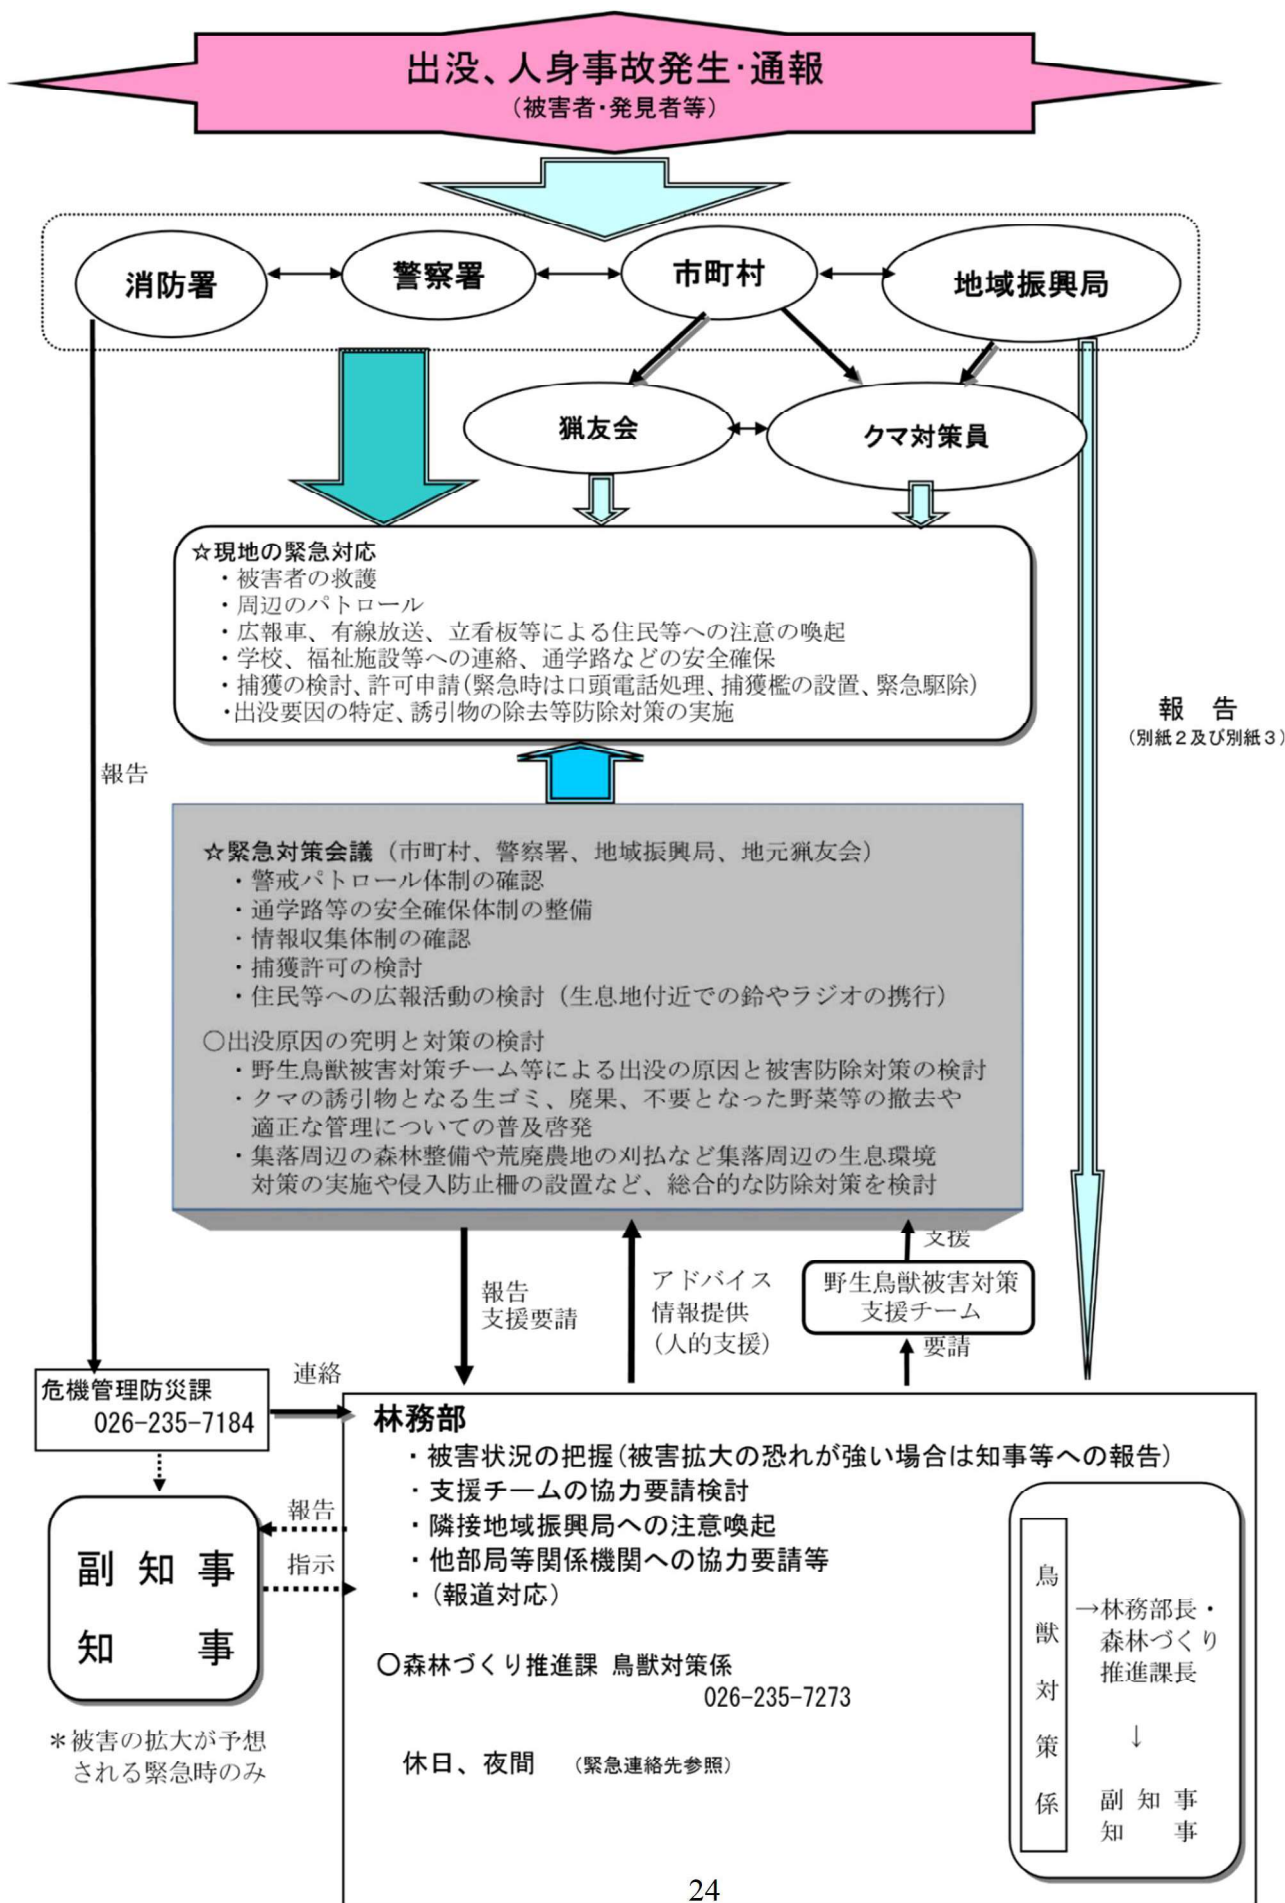 出没、人身事故発生・通報
(被害者・発見者等)
消防署
警察署
市町村
地域振興局
猟友会
クマ対策員
☆現地の緊急対応
・被害者の救護
・周辺のパトロール
・広報車、有線放送、立看板等による住民等への注意の喚起
・学校、福祉施設等への連絡、通学路などの安全確保
・捕獲の検討、許可申請(緊急時は口頭電話処理、捕獲檻の設置、緊急駆除)
・出没要因の特定、誘引物の除去等防除対策の実施
報告
報 告
(別紙2及び別紙3)
☆緊急対策会議(市町村、警察署、地域振興局、地元猟友会)
・警戒パトロール体制の確認
・通学路等の安全確保体制の整備
・情報収集体制の確認
・捕獲許可の検討
・住民等への広報活動の検討(生息地付近での鈴やラジオの携行)
○出没原因の究明と対策の検討
・野生鳥獣被害対策チーム等による出没の原因と被害防除対策の検討
・クマの誘引物となる生ゴミ、廃果、不要となった野菜等の撤去や
適正な管理についての普及啓発
・集落周辺の森林整備や荒廃農地の刈払など集落周辺の生息環境
対策の実施や侵入防止柵の設置など、総合的な防除対策を検討
報告
支援要請
アドバイス
情報提供
(人的支援)
支援
野生鳥獣被害対策
支援チーム
要請
危機管理防災課
026-235-7184
連絡
報告
指示
副 知 事
知 事
*被害の拡大が予想
される緊急時のみ
林務部
・被害状況の把握(被害拡大の恐れが強い場合は知事等への報告)
・支援チームの協力要請検討
・隣接地域振興局への注意喚起
・他部局等関係機関への協力要請等
・(報道対応)
○森林づくり推進課 鳥獣対策係
026-235-7273
休日、夜間 (緊急連絡先参照)
鳥獣対策係
→林務部長・
森林づくり
推進課長
↓
副 知 事
知 事
24